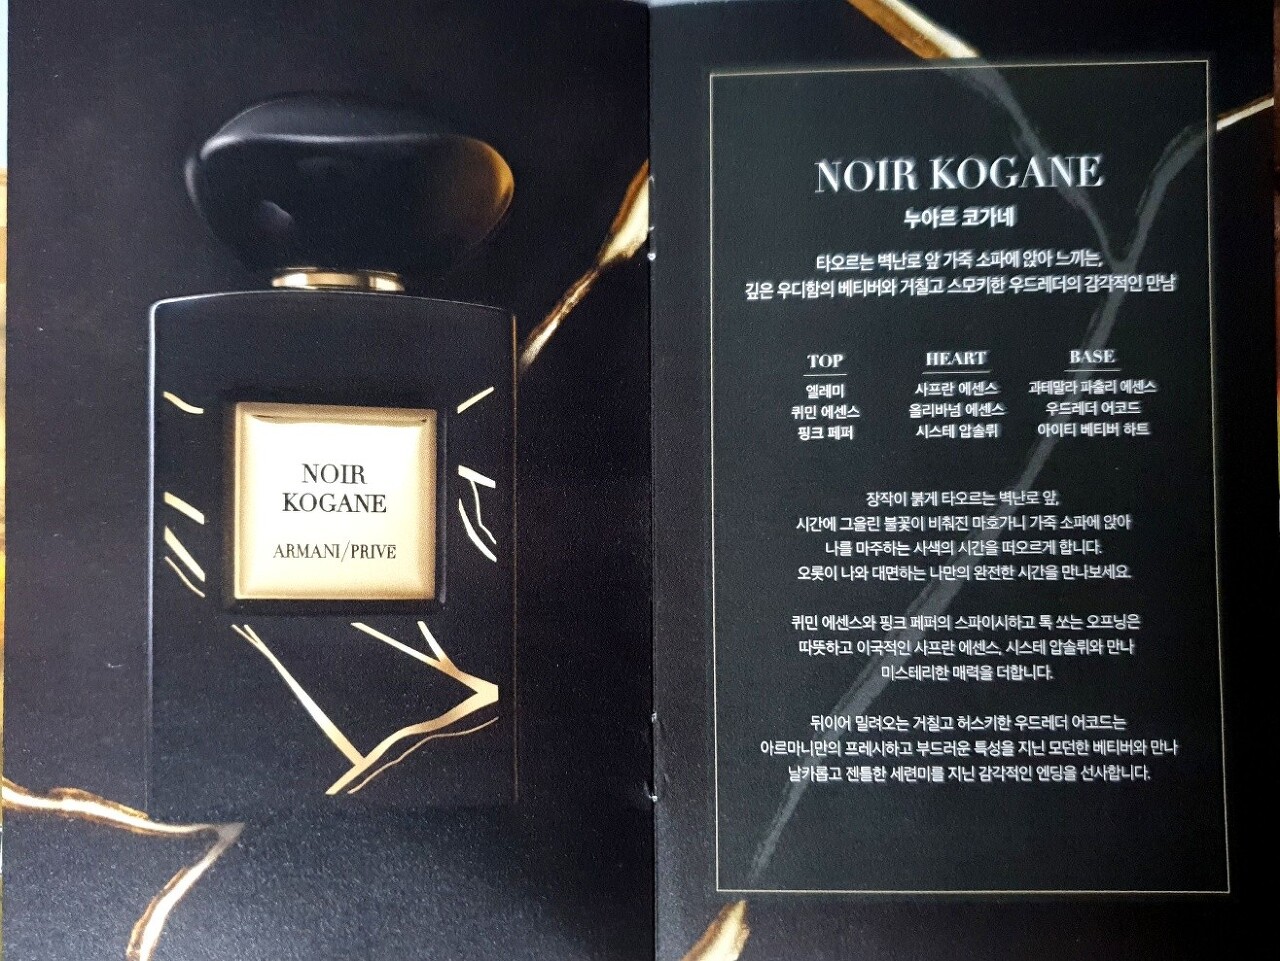 NOIR
KOGANE
ARMANI/PRIVE
NOIR KOGANE
누아르 코가네
타오르는 벽난로 앞 가죽 소파에 앉아 느끼는,
깊은 우디함의 베티버와 거칠고 스모키한 우드레더의 감각적인 만남
TOP
엘레미
퀴민 에센스
핑크 페퍼
HEART
사프란 에센스
올리바넘 에센스
시스테 압솔뤼
BASE
과테말라 파출리 에센스
우드레더 어코드
아이티 베티버 하트
장작이 붉게 타오르는 벽난로 앞,
시간에 그을린 불꽃이 비춰진 마호가니 가죽 소파에 앉아
나를 마주하는 사색의 시간을 떠오르게 합니다.
오롯이 나와 대면하는 나만의 완전한 시간을 만나보세요.
퀴민 에센스와 핑크 페퍼의 스파이시하고 톡 쏘는 오프닝은
따뜻하고 이국적인 사프란 에센스, 시스테 압솔뤼와 만나
미스테리한 매력을 더합니다.
뒤이어 밀려오는 거칠고 허스키한 우드레더 어코드는
아르마니만의 프레시하고 부드러운 특성을 지닌 모던한 베티버와 만나
날카롭고 젠틀한 세련미를 지닌 감각적인 엔딩을 선사합니다.